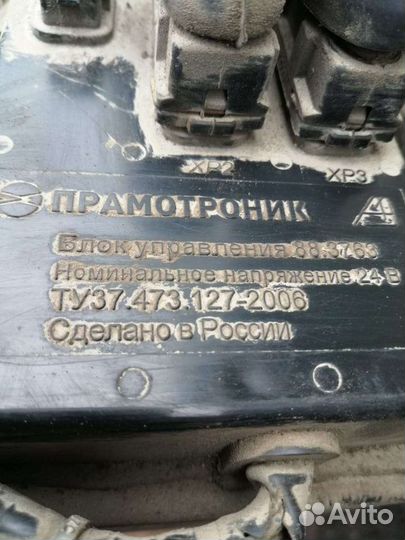 XP2
XP3
ПРАМОТРОНИК
Блок управления 88.3763
Номинальное напряжение 24 В
ТУ37.473.127-2006
Сделано в России
Avito